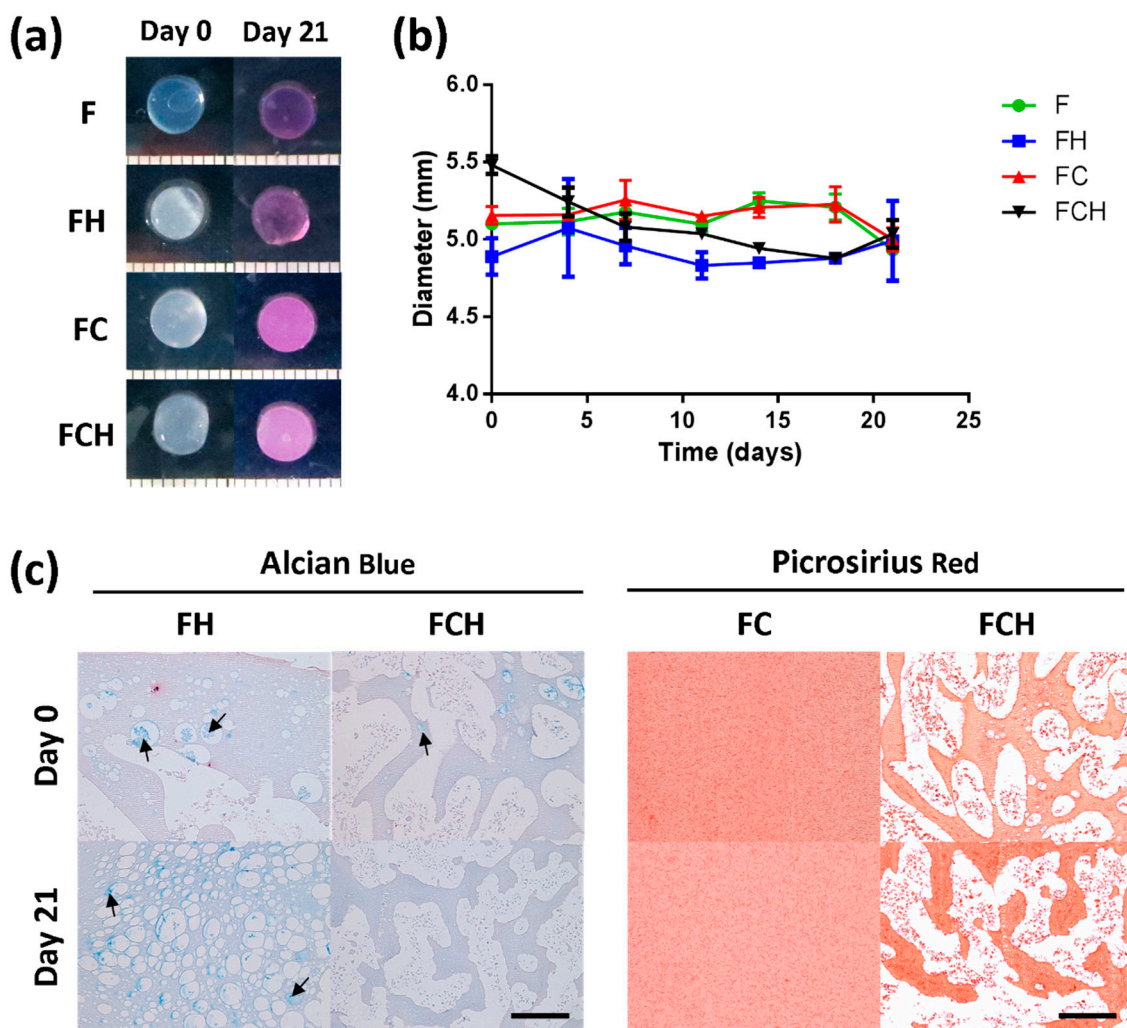 (a)
Day 0 Day 21
F
FH
FC
FCH
(b)
6.0
5.5
5.0
4.5
4.0
Diameter (mm)
0 5 10 15 20 25
Time (days)
F
FH
FC
FCH
(c)
Alcian Blue
FH FCH
Picrosirius Red
FC FCH
Day 0
Day 21